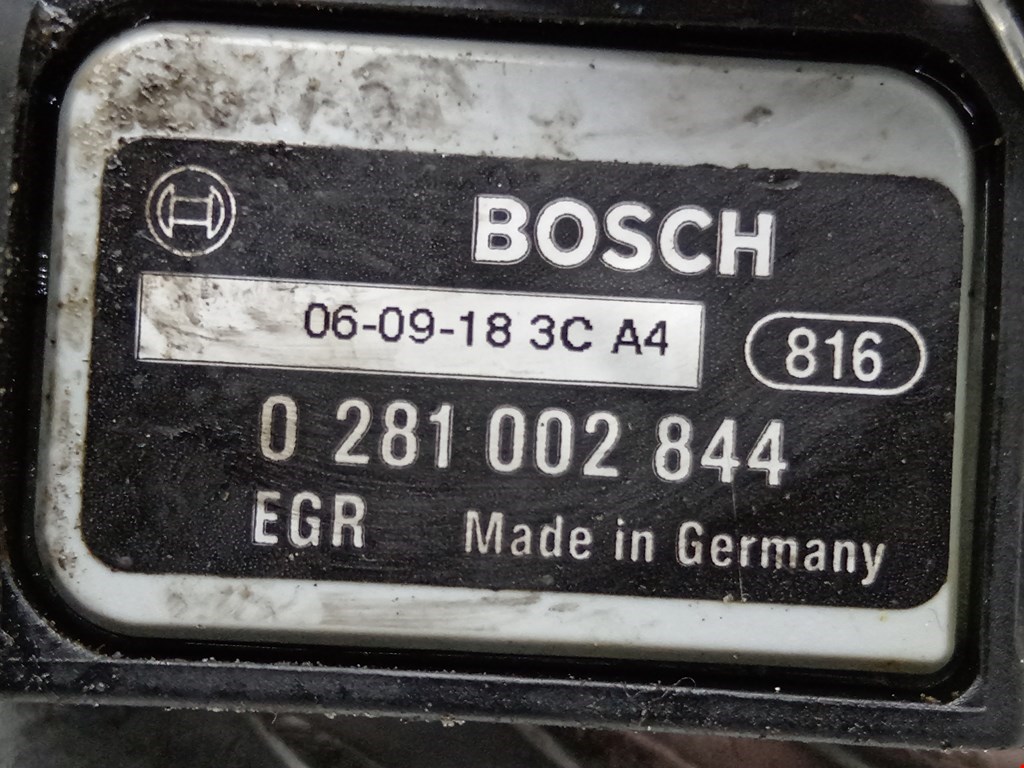 BOSCH
06-09-18 3C A4
816
0 281 002 844
EGR Made in Germany